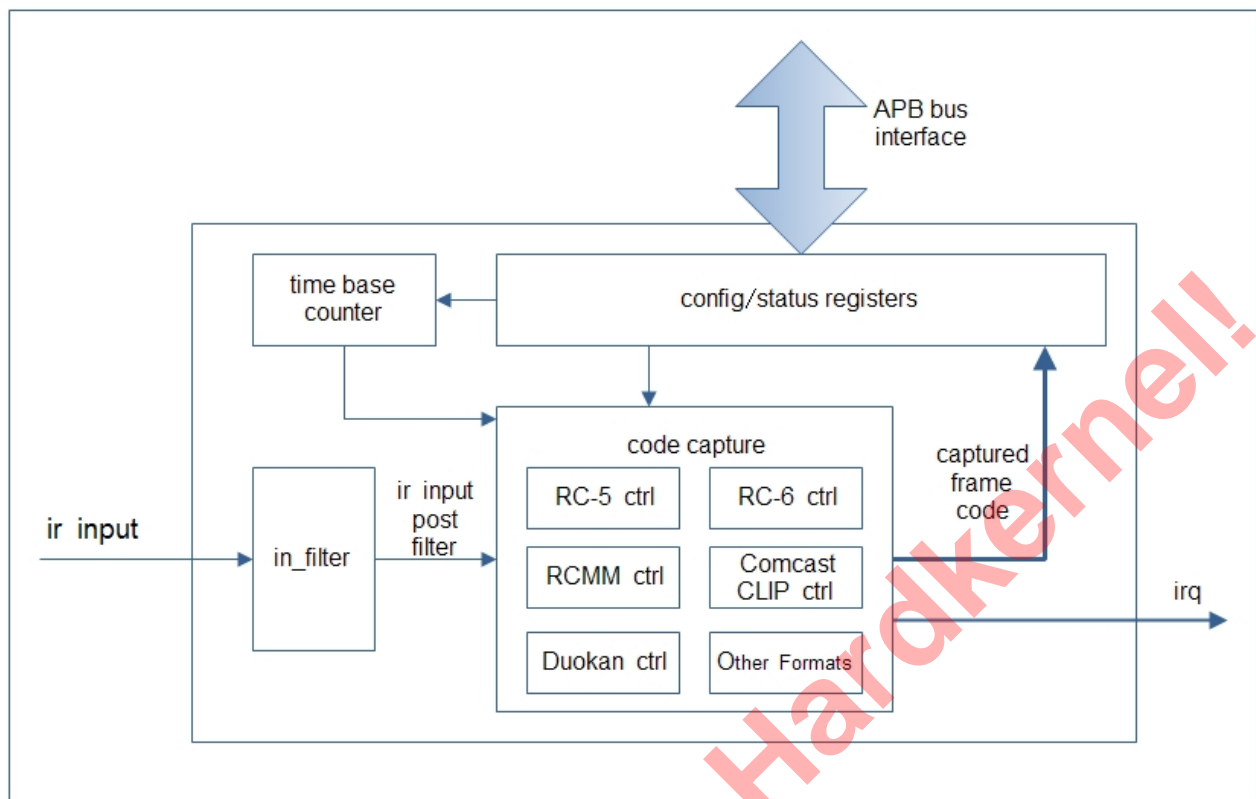 APB bus
interface
time base
counter
config/status registers
code capture
RC-5 ctrl
RC-6 ctrl
captured
frame
code
ir input
ir input
post
filter
in_filter
RCMM ctrl
Comcast
CLIP ctrl
irq
Duokan ctrl
Other Formats
Hardkernel!